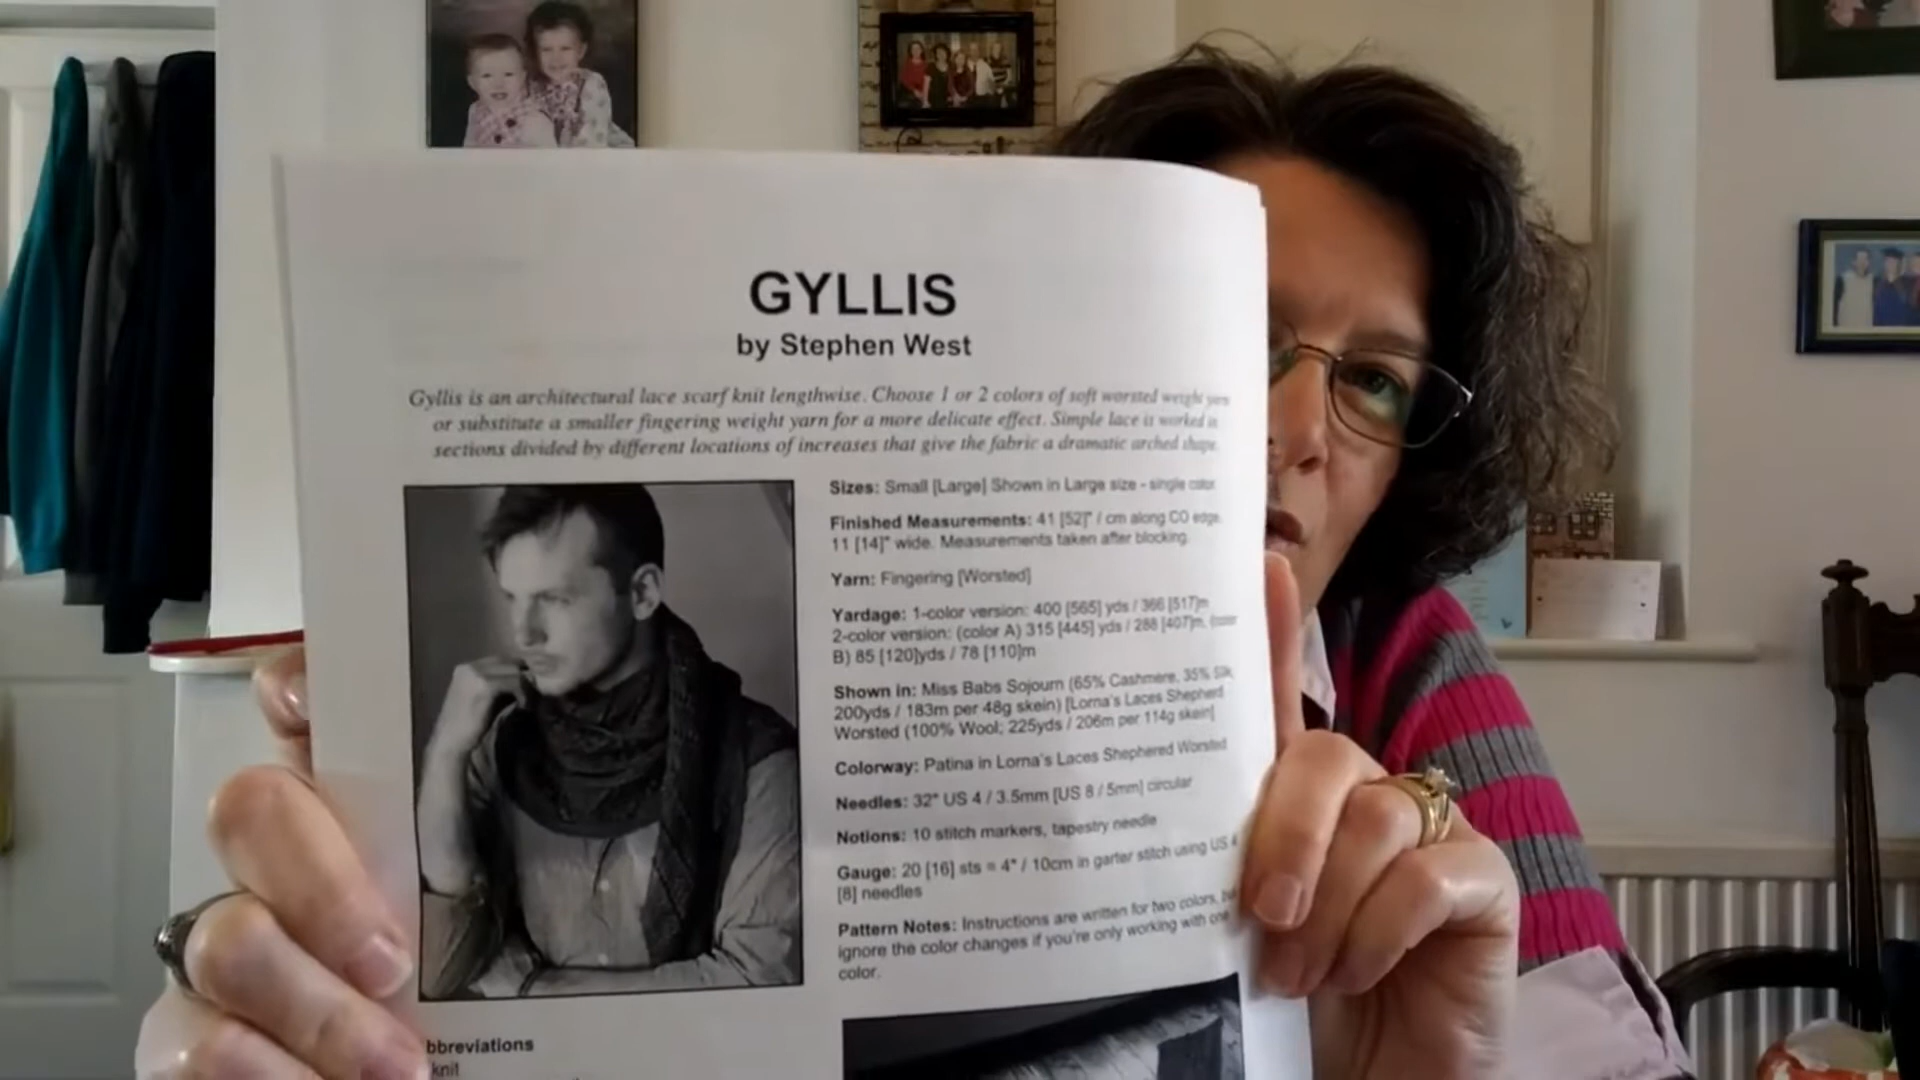 GYLLIS
by Stephen West
Gyllis is an architectural lace scarf knit lengthwise. Choose 1 or 2 colors of soft worsted weight yarn
or substitute a smaller fingering weight yarn for a more delicate effect. Simple lace is worked in
sections divided by different locations of increases that give the fabric a dramatic arched shape.
Sizes: Small [Large] Shown in Large size - single color
Finished Measurements: 41 [52]" / cm along CO edge,
11 [14]" wide. Measurements taken after blocking.
Yarn: Fingering [Worsted]
Yardage: 1-color version: 400 [565] yds / 366 [517]m
2-color version: (color A) 315 [445] yds / 288 [407]m, (color
B) 85 [120]yds / 78 [110]m
Shown in: Miss Babs Sojourn (65% Cashmere, 35% Silk,
200yds / 183m per 48g skein) [Lorna's Laces Shepherd
Worsted (100% Wool; 225yds / 206m per 114g skein]
Colorway: Patina in Lorna's Laces Shephered Worsted
Needles: 32" US 4 / 3.5mm [US 8 / 5mm] circular
Notions: 10 stitch markers, tapestry needle
Gauge: 20 [16] sts = 4" / 10cm in garter stitch using US 4
[8] needles
Pattern Notes: Instructions are written for two colors, but
ignore the color changes if you're only working with one
color.
bbreviations
knit